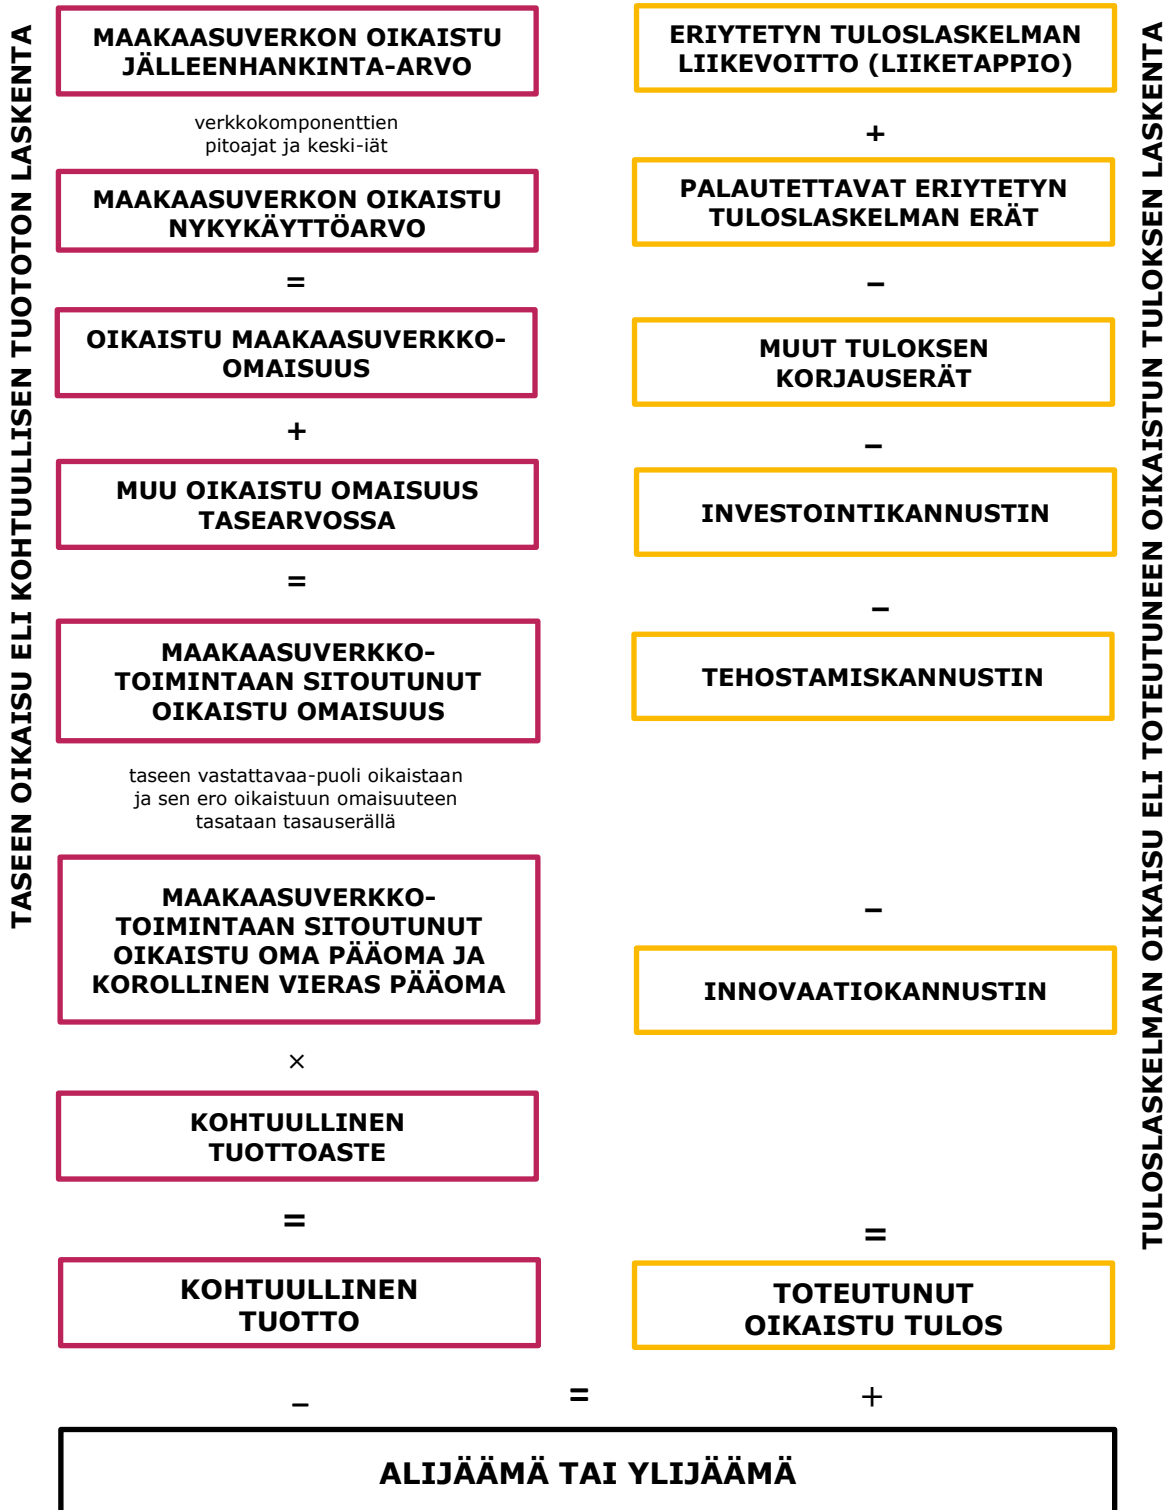 TASEEN OIKAISU ELI KOHTUULLISEN TUOTOTON LASKENTA
MAAKAASUVERKON OIKAISTU
JÄLLEENHANKINTA-ARVO
verkkokomponenttien
pitoajat ja keski-iät
MAAKAASUVERKON OIKAISTU
NYKYKÄYTTÖARVO
=
OIKAISTU MAAKAASUVERKKO-
OMAISUUS
+
MUU OIKAISTU OMAISUUS
TASEARVOSSA
=
MAAKAASUVERKKO-
TOIMINTAAN SITOUTUNUT
OIKAISTU OMAISUUS
taseen vastattavaa-puoli oikaistaan
ja sen ero oikaistuun omaisuuteen
tasataan tasauserällä
MAAKAASUVERKKO-
TOIMINTAAN SITOUTUNUT
OIKAISTU OMA PÄÄOMA JA
KOROLLINEN VIERAS PÄÄOMA
×
KOHTUULLINEN
TUOTTOASTE
=
KOHTUULLINEN
TUOTTO
ERIYTETYN TULOSLASKELMAN
LIIKEVOITTO (LIIKETAPPIO)
+
PALAUTETTAVAT ERIYTETYN
TULOSLASKELMAN ERÄT
–
MUUT TULOKSEN
KORJAUSERÄT
–
INVESTOINTIKANNUSTIN
–
TEHOSTAMISKANNUSTIN
–
INNOVAATIOKANNUSTIN
=
TOTEUTUNUT
OIKAISTU TULOS
TULOSLASKELMAN OIKAISU ELI TOTEUTUNEEN OIKAISTUN TULOKSEN LASKENTA
– = +
ALIJÄÄMÄ TAI YLIJÄÄMÄ